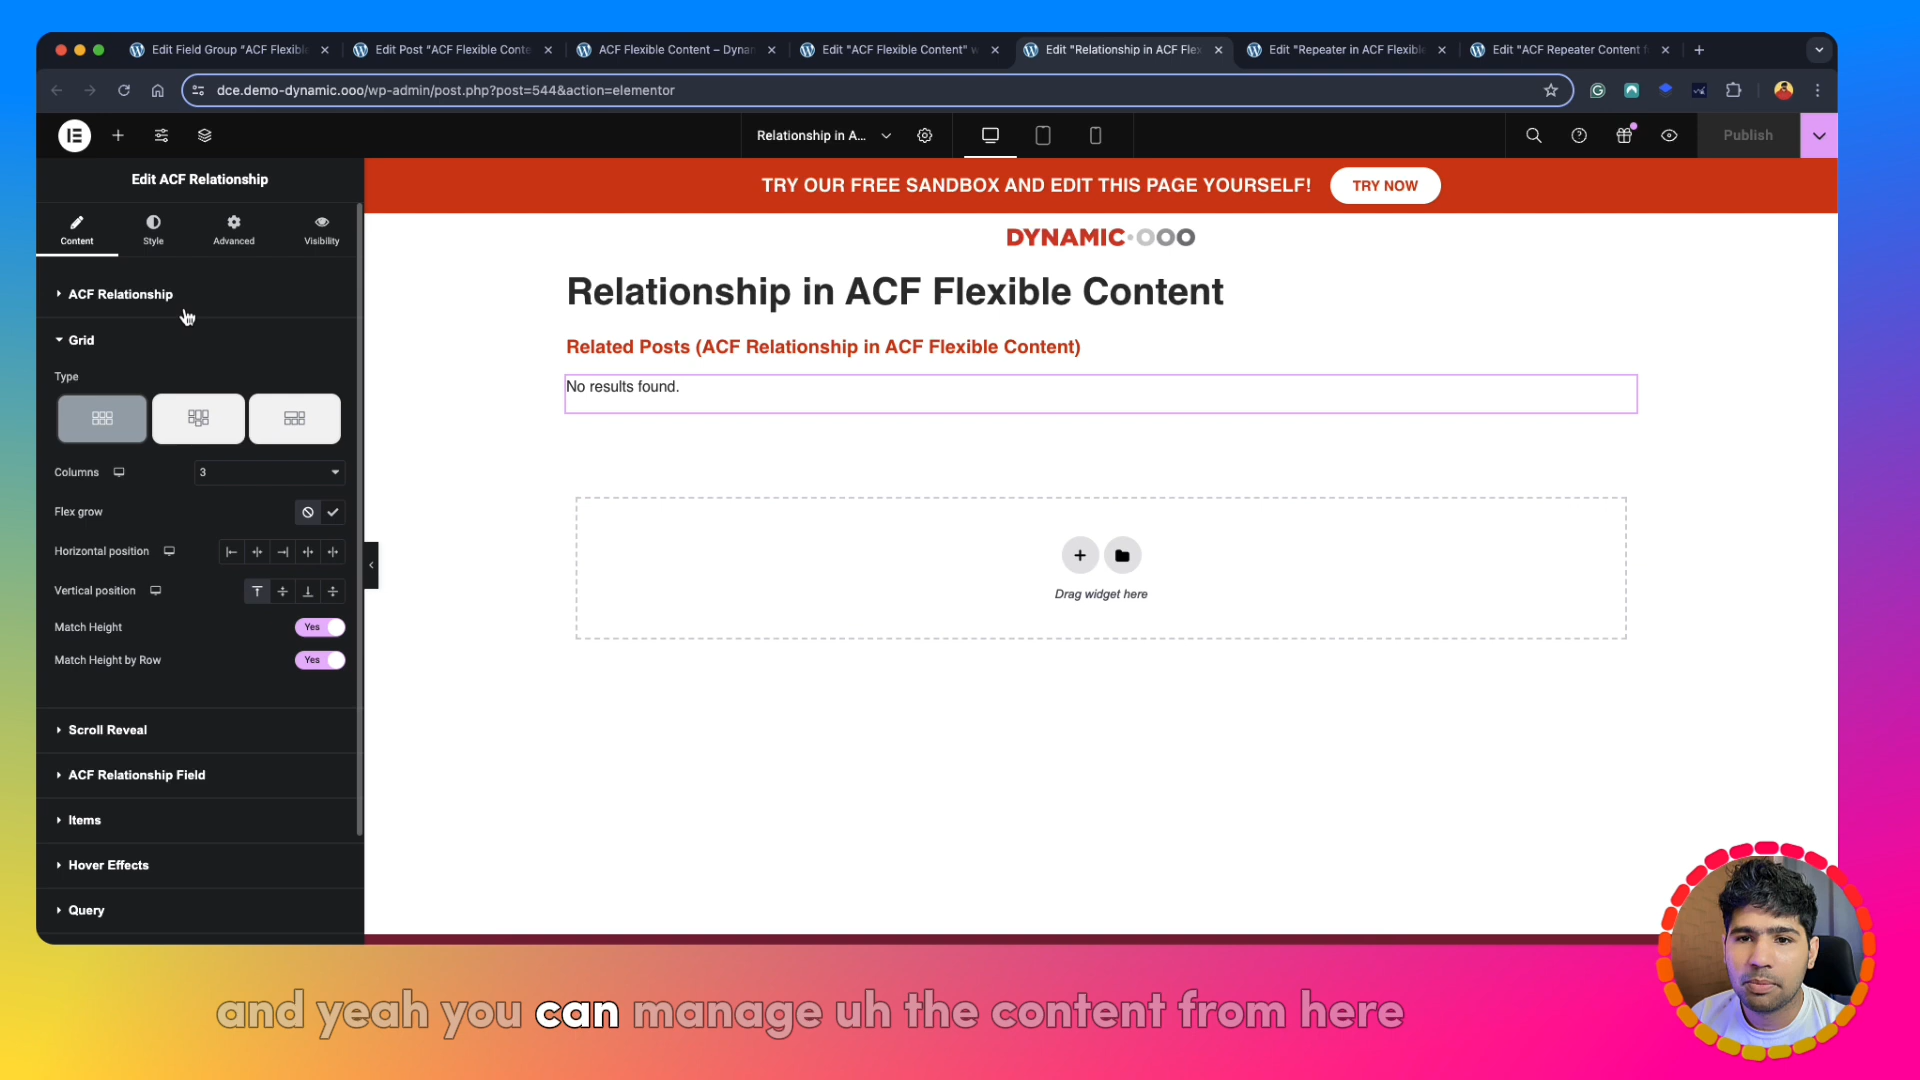 Edit Field Group "ACF Flexible
Edit Post "ACF Flexible Conte
ACF Flexible Content – Dynam
Edit "ACF Flexible Content" w
Edit "Relationship in ACF Flex
Edit "Repeater in ACF Flexible
Edit "ACF Repeater Content f
dce.demo-dynamic.ooo/wp-admin/post.php?post=544&action=elementor
Relationship in A...
Publish
Edit ACF Relationship
Content
Style
Advanced
Visibility
ACF Relationship
Grid
Type
Columns
3
Flex grow
Horizontal position
Vertical position
Match Height
Yes
Match Height by Row
Yes
Scroll Reveal
ACF Relationship Field
Items
Hover Effects
Query
TRY OUR FREE SANDBOX AND EDIT THIS PAGE YOURSELF!
TRY NOW
DYNAMIC·OOO
Relationship in ACF Flexible Content
Related Posts (ACF Relationship in ACF Flexible Content)
No results found.
Drag widget here
and yeah you can manage uh the content from here